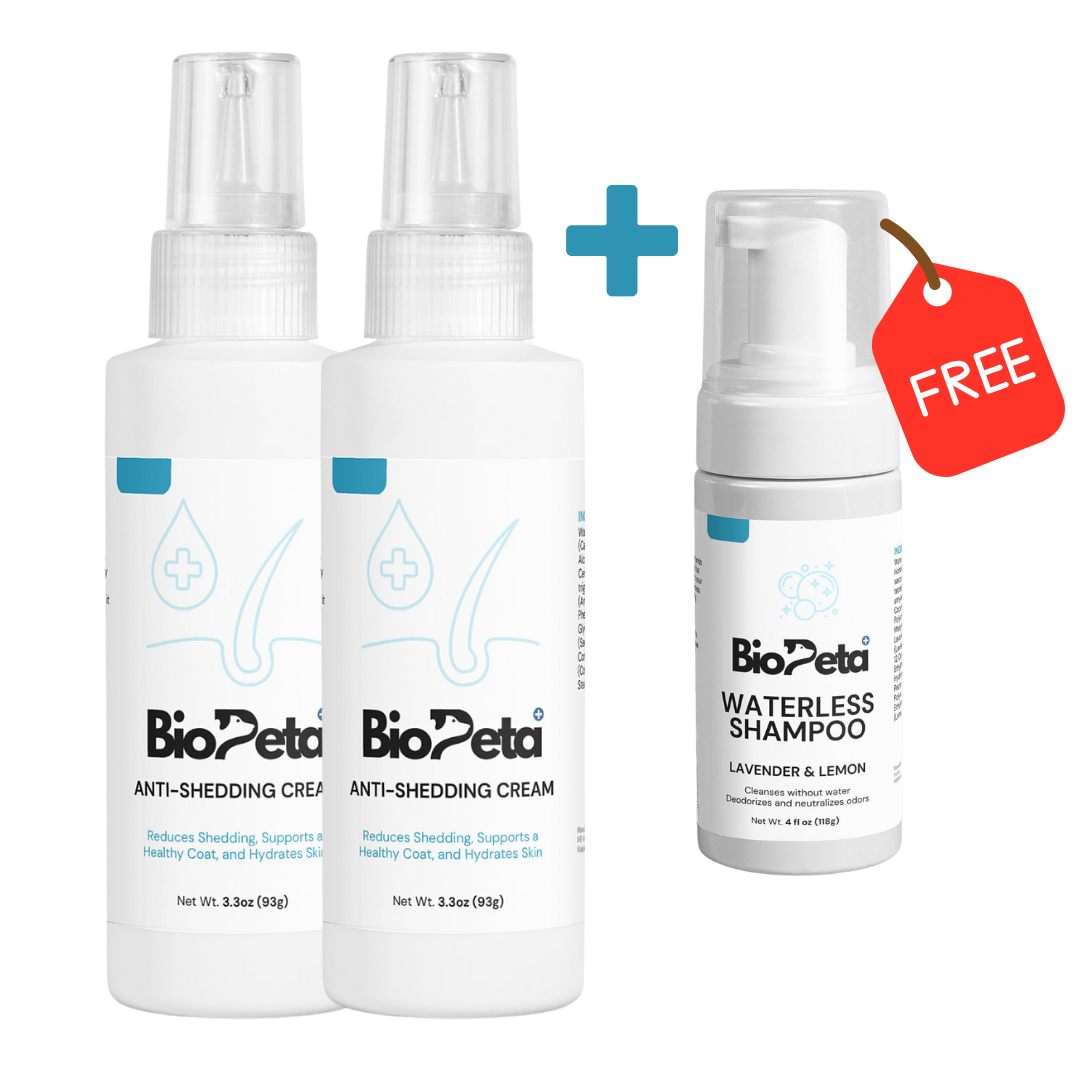 BioPeta
ANTI-SHEDDING CREA
Reduces Shedding, Supports a
Healthy Coat, and Hydrates Skin
Net Wt. 3.3oz (93g)
BioPeta
ANTI-SHEDDING CREAM
Reduces Shedding, Supports a
Healthy Coat, and Hydrates Skin
Net Wt. 3.3oz (93g)
FREE
BioPeta
WATERLESS
SHAMPOO
LAVENDER & LEMON
Cleanses without water
Deodorizes and neutralizes odors
Net Wt. 4 fl oz (118g)